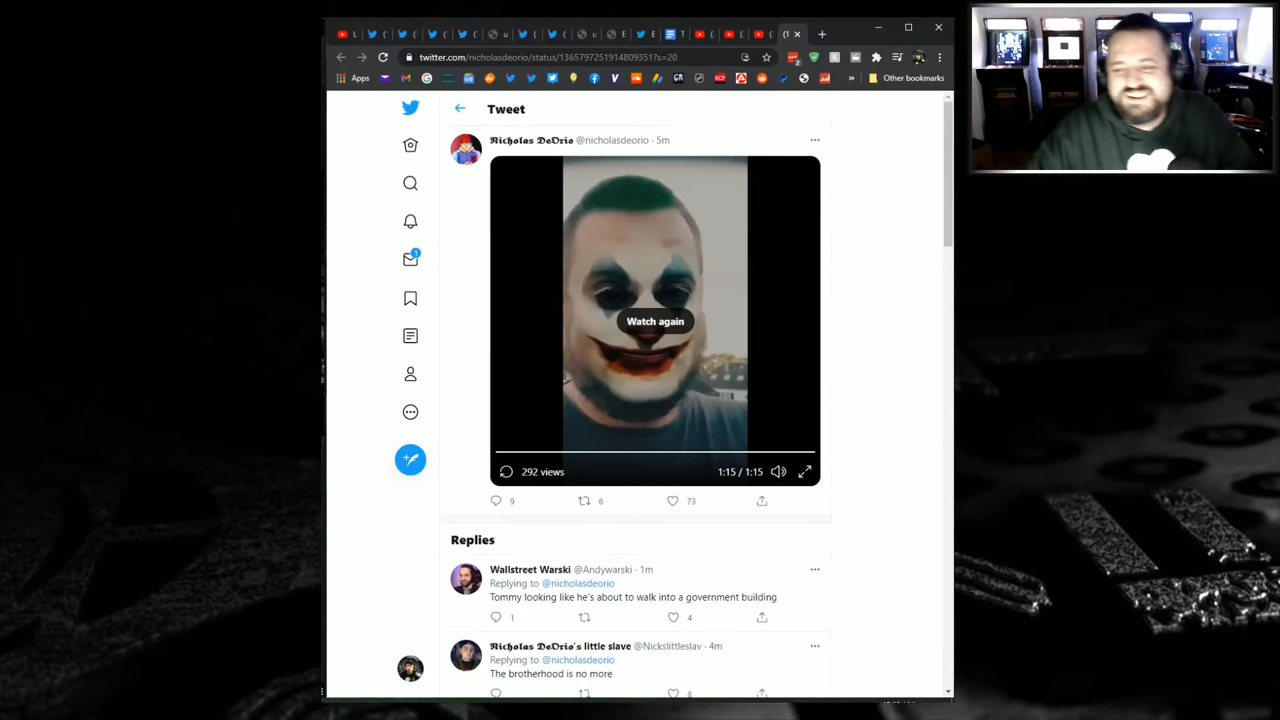 twitter.com/nicholasdeorio/status/1365797251914809351?s=20
Apps
Other bookmarks
Tweet
𝕹𝖎𝖈𝖍𝖔𝖑𝖆𝖘 𝕯𝖊𝕺𝖗𝖎𝖔 @nicholasdeorio · 5m
Watch again
292 views
1:15 / 1:15
9
6
73
Replies
Wallstreet Warski @Andywarski · 1m
Replying to @nicholasdeorio
Tommy looking like he's about to walk into a government building
1
4
𝕹𝖎𝖈𝖍𝖔𝖑𝖆𝖘 𝕯𝖊𝕺𝖗𝖎𝖔's little slave @Nickslittleslav · 4m
Replying to @nicholasdeorio
The brotherhood is no more
8